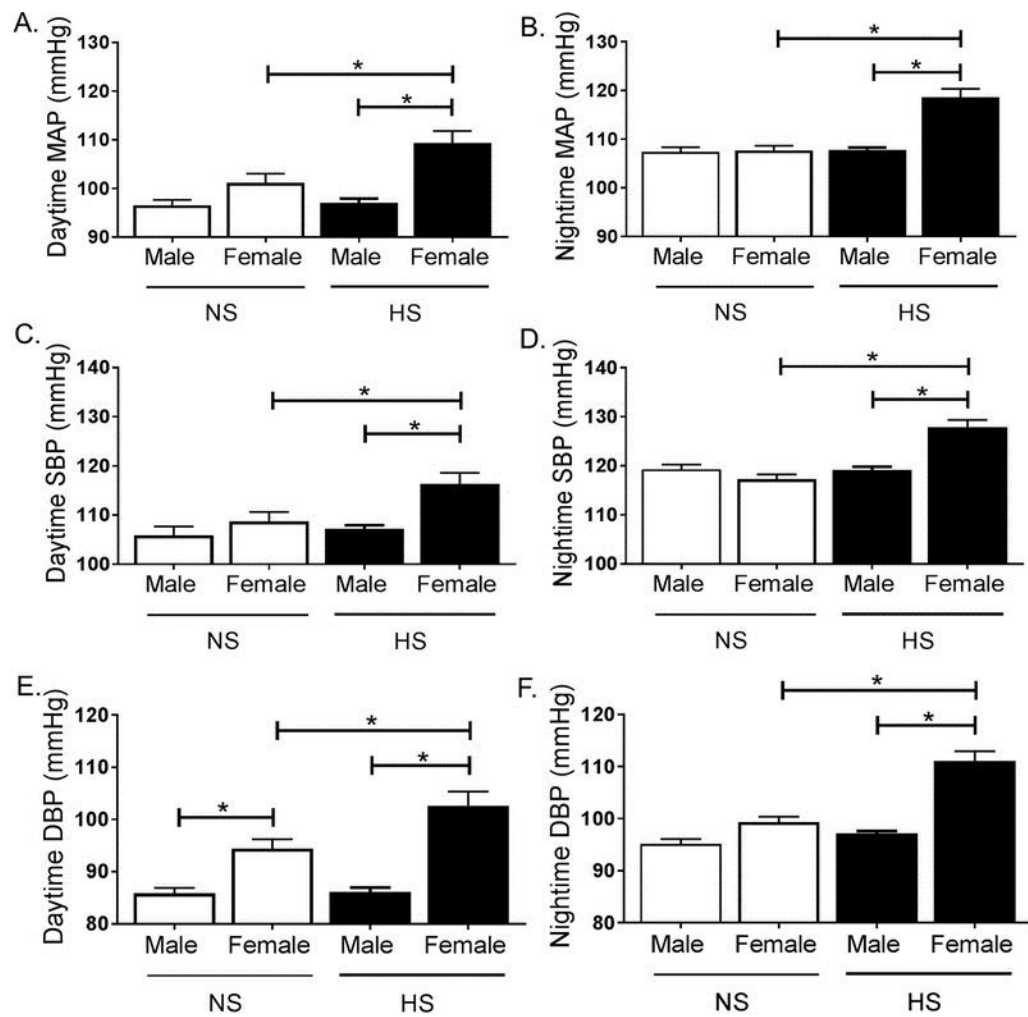 A.
Daytime MAP (mmHg)
130
120
110
100
90
*
*
Male Female Male Female
NS HS
B.
Nightime MAP (mmHg)
130
120
110
100
90
*
*
Male Female Male Female
NS HS
C.
Daytime SBP (mmHg)
140
130
120
110
100
*
*
Male Female Male Female
NS HS
D.
Nightime SBP (mmHg)
140
130
120
110
100
*
*
Male Female Male Female
NS HS
E.
Daytime DBP (mmHg)
120
110
100
90
80
*
*
*
Male Female Male Female
NS HS
F.
Nightime DBP (mmHg)
120
110
100
90
80
*
*
Male Female Male Female
NS HS